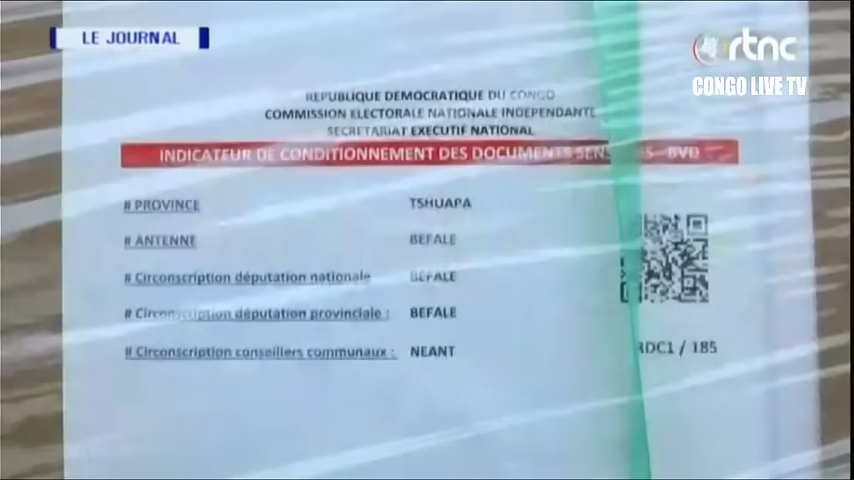 LE JOURNAL
rtnc
CONGO LIVE TV
REPUBLIQUE DEMOCRATIQUE DU CONGO
COMMISSION ELECTORALE NATIONALE INDEPENDANTE
SECRETARIAT EXECUTIF NATIONAL
INDICATEUR DE CONDITIONNEMENT DES DOCUMENTS
# PROVINCE TSHUAPA
# ANTENNE BEFALE
# Circonscription députation nationale BEFALE
# Circonscription députation provinciale : BEFALE
# Circonscription conseillers communaux : NEANT
RDC1 / 185